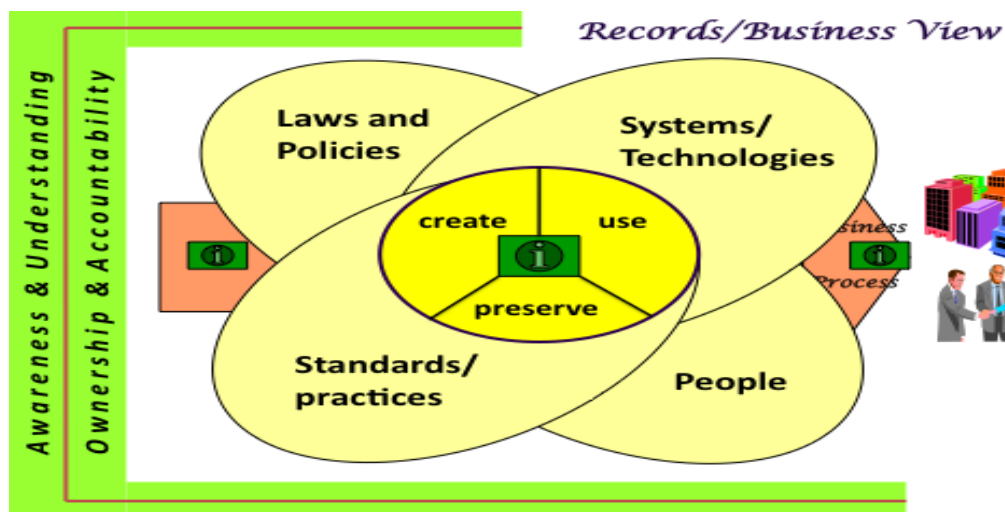 Records/Business View
Awareness & Understanding
Ownership & Accountability
Laws and
Policies
Systems/
Technologies
create
use
i
i
i
preserve
Process
Standards/
practices
People